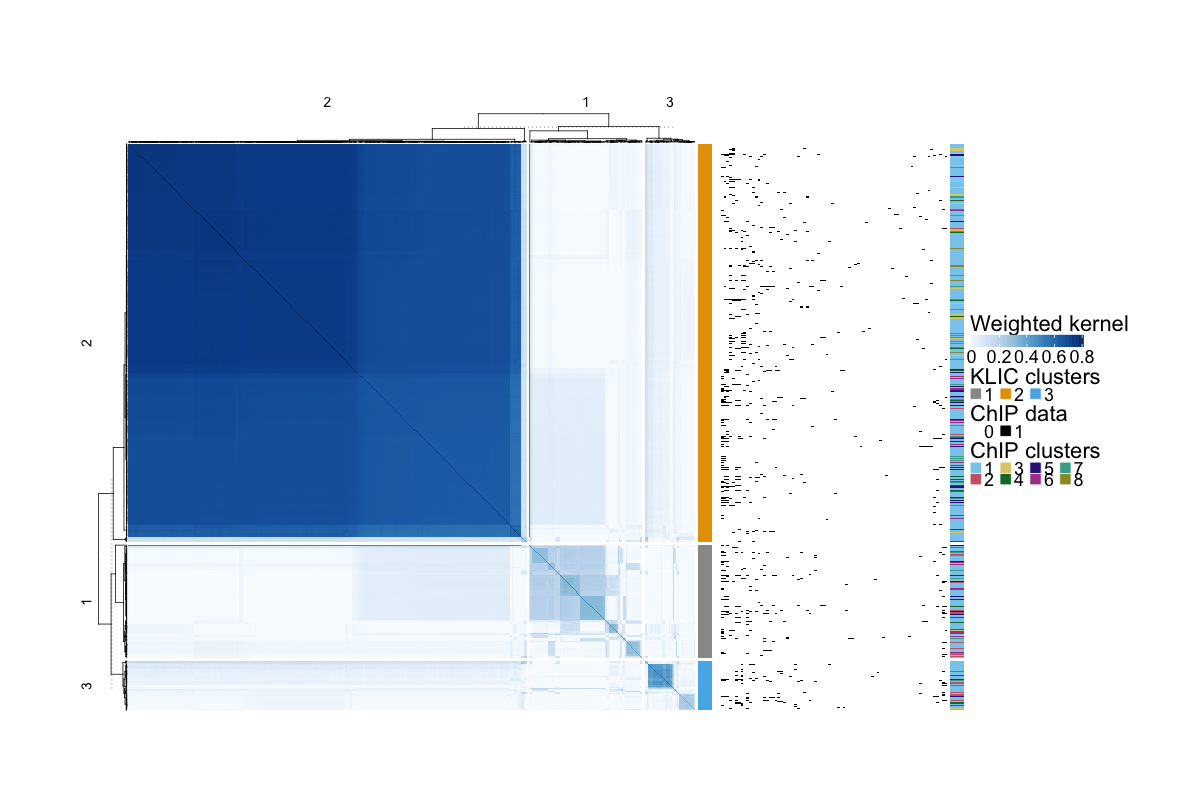 2 1 3
2
1
3
Weighted kernel
0 0.2 0.4 0.6 0.8
KLIC clusters
1 2 3
ChIP data
0 1
ChIP clusters
1 3 5 7
2 4 6 8